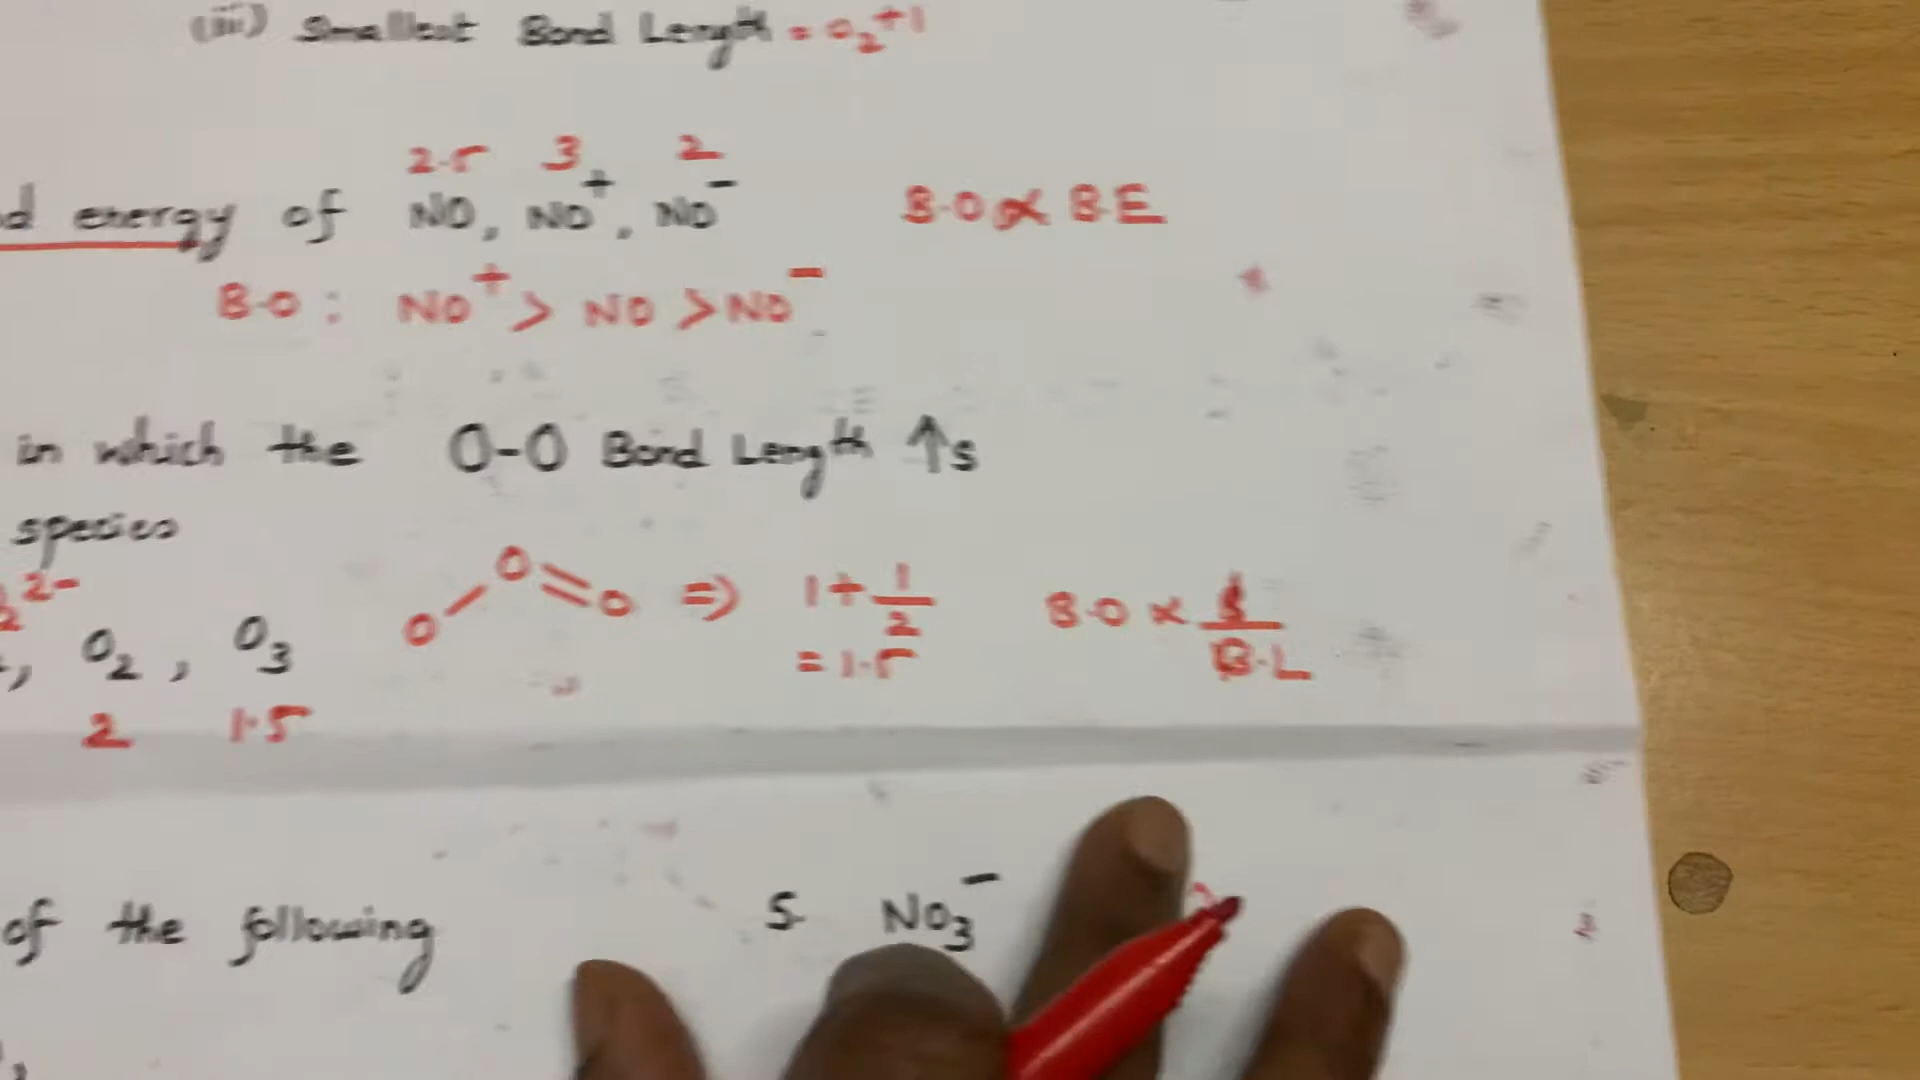 (iii) Smallest Bond Length = O₂⁺¹
2.5 3 2
energy of NO, NO⁺, NO⁻ B.O ∝ B.E
B.O : NO⁺ > NO > NO⁻
in which the O-O Bond Length ↑s
species
2-
, O₂ , O₃ O-O=O ⇒ 1+1/2 B.O ∝ 1/B.L
= 1.5
2 1.5
of the following 5. NO₃⁻